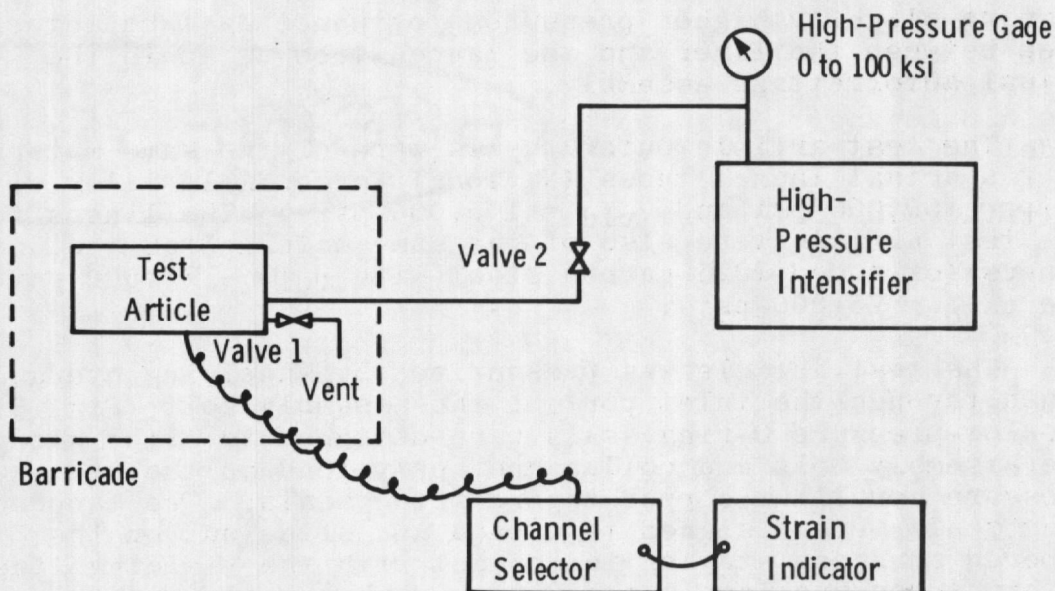 High-Pressure Gage
0 to 100 ksi
High-
Pressure
Intensifier
Valve 2
Test
Article
Valve 1
Vent
Barricade
Channel
Selector
Strain
Indicator